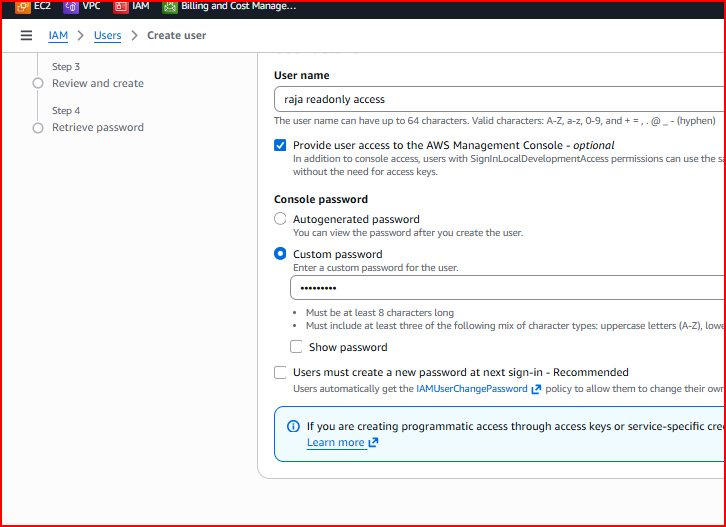 EC2 VPC IAM Billing and Cost Manage...
IAM > Users > Create user
Step 3
Review and create
Step 4
Retrieve password
User name
raja readonly access
The user name can have up to 64 characters. Valid characters: A-Z, a-z, 0-9, and + = , . @ _ - (hyphen)
Provide user access to the AWS Management Console - optional
In addition to console access, users with SignInLocalDevelopmentAccess permissions can use the sa
without the need for access keys.
Console password
Autogenerated password
You can view the password after you create the user.
Custom password
Enter a custom password for the user.
•••••••••
• Must be at least 8 characters long
• Must include at least three of the following mix of character types: uppercase letters (A-Z), lowe
Show password
Users must create a new password at next sign-in - Recommended
Users automatically get the IAMUserChangePassword policy to allow them to change their own
If you are creating programmatic access through access keys or service-specific cre
Learn more